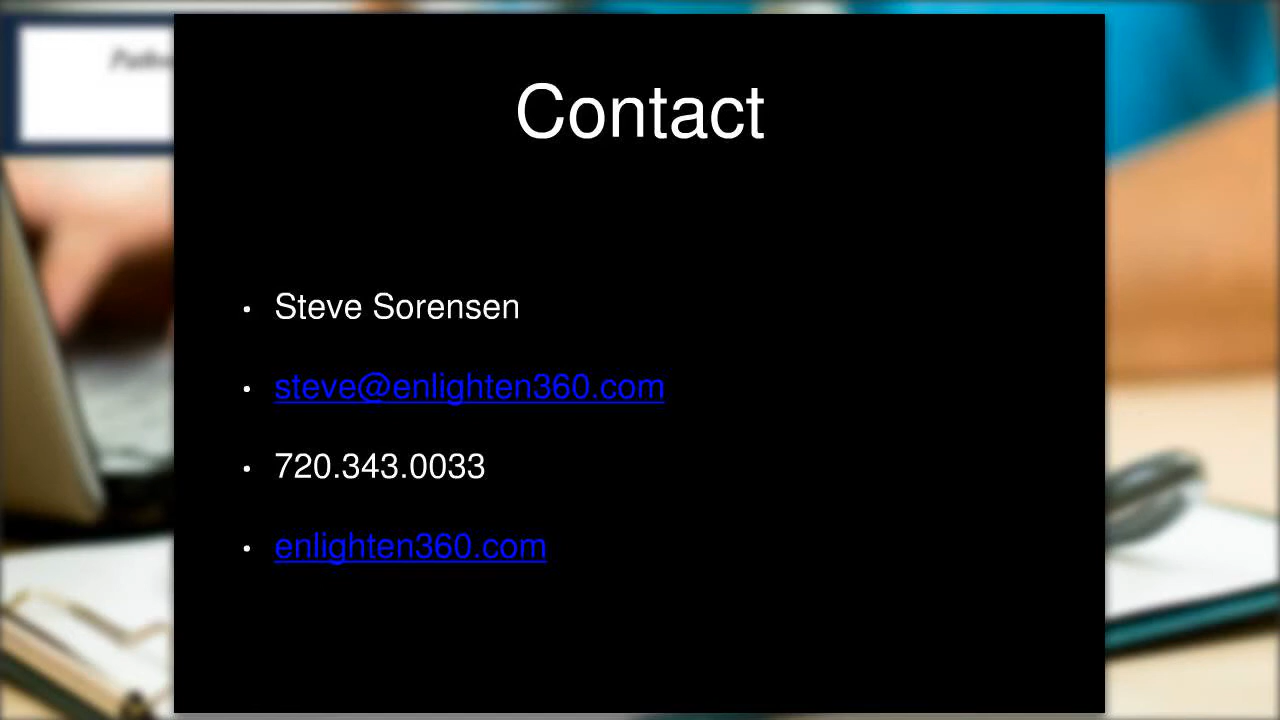 Contact
• Steve Sorensen
• steve@enlighten360.com
• 720.343.0033
• enlighten360.com